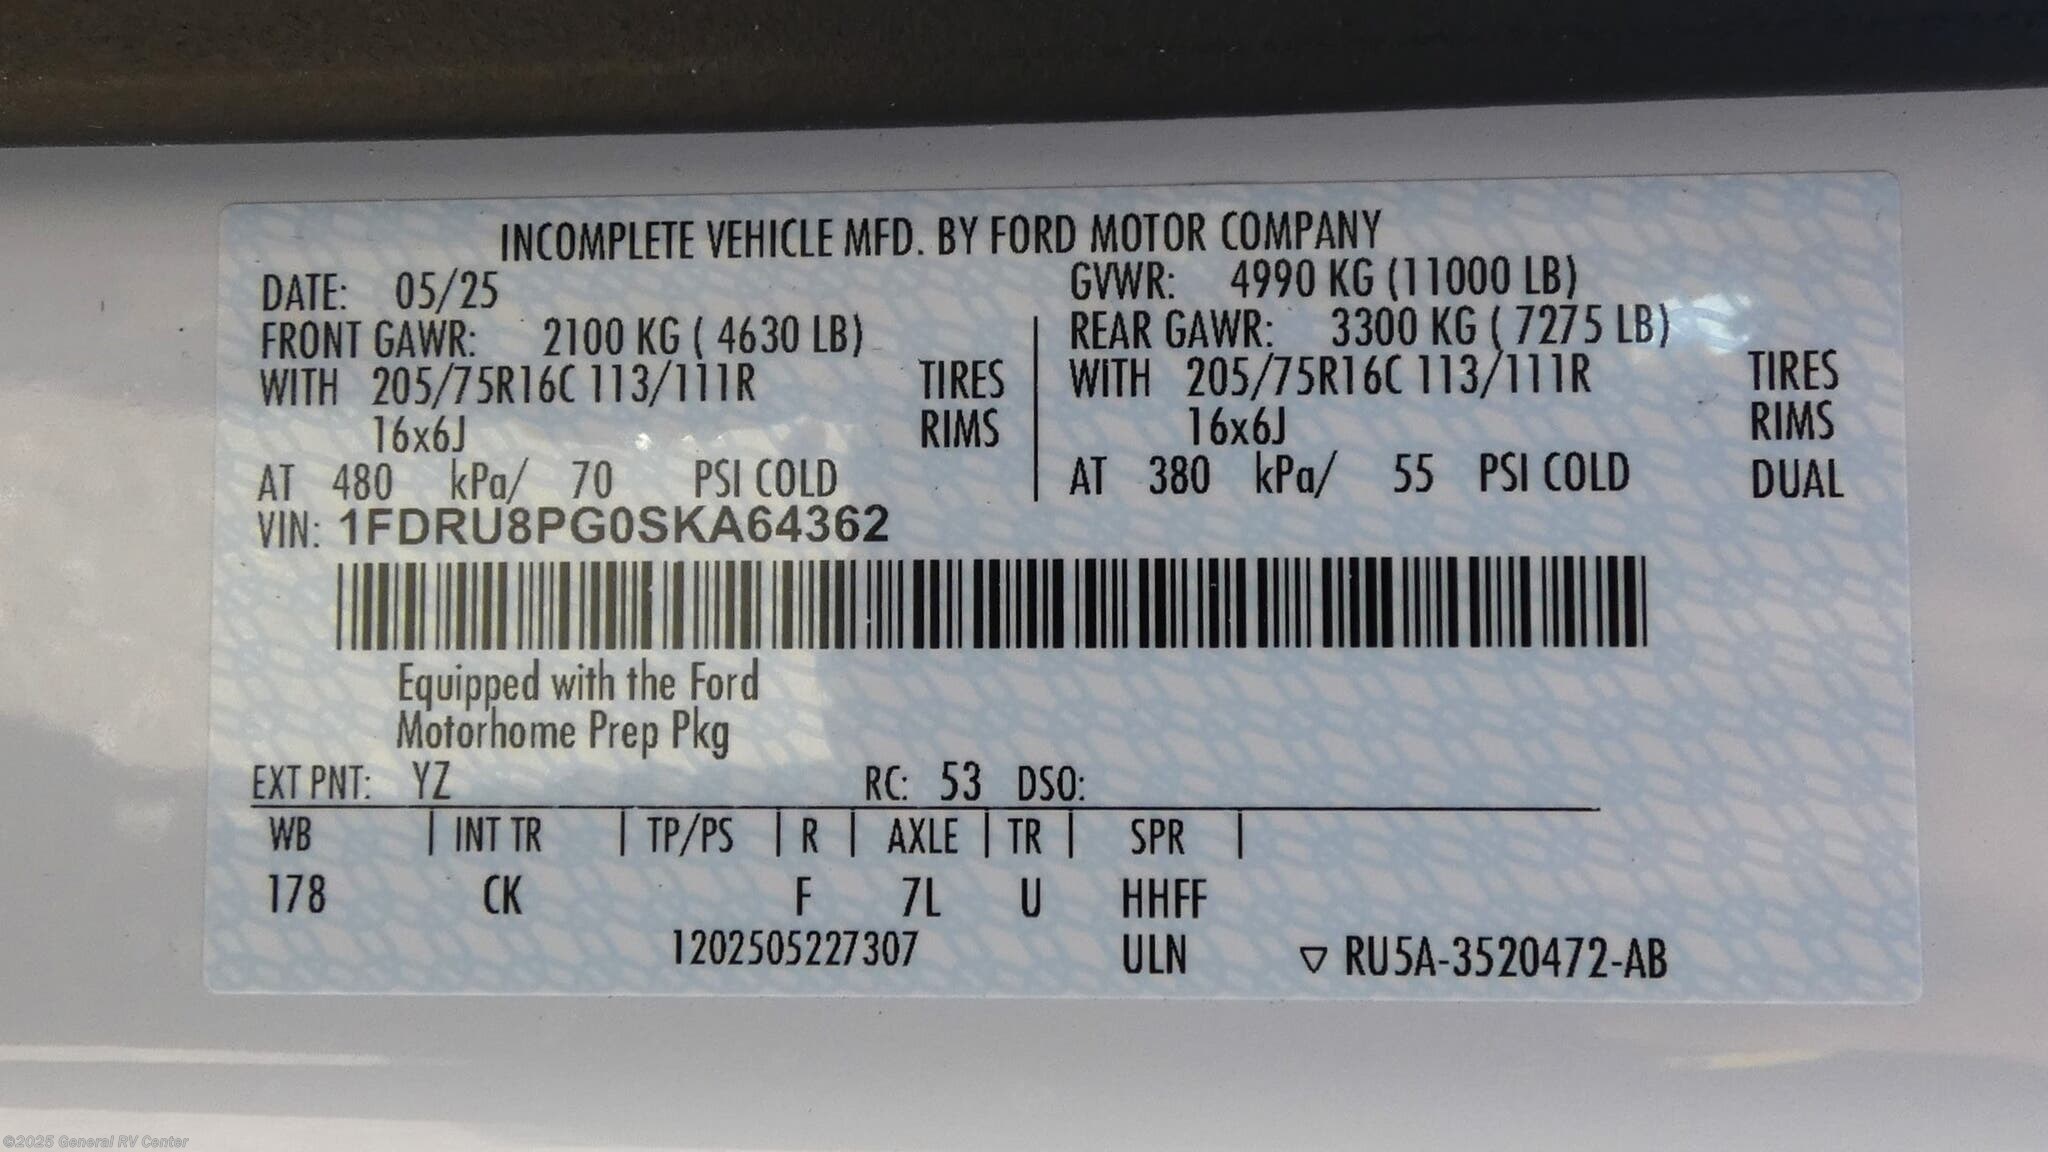 INCOMPLETE VEHICLE MFD. BY FORD MOTOR COMPANY
DATE: 05/25 GVWR: 4990 KG (11000 LB)
FRONT GAWR: 2100 KG ( 4630 LB) REAR GAWR: 3300 KG ( 7275 LB)
WITH 205/75R16C 113/111R TIRES WITH 205/75R16C 113/111R TIRES
16x6J RIMS 16x6J RIMS
AT 480 kPa/ 70 PSI COLD AT 380 kPa/ 55 PSI COLD DUAL
VIN: 1FDRU8PG0SKA64362
Equipped with the Ford
Motorhome Prep Pkg
EXT PNT: YZ RC: 53 DSO:
WB | INT TR | TP/PS | R | AXLE | TR | SPR |
178 CK F 7L U HHFF
1202505227307 ULN ▽ RU5A-3520472-AB
©2025 General RV Center